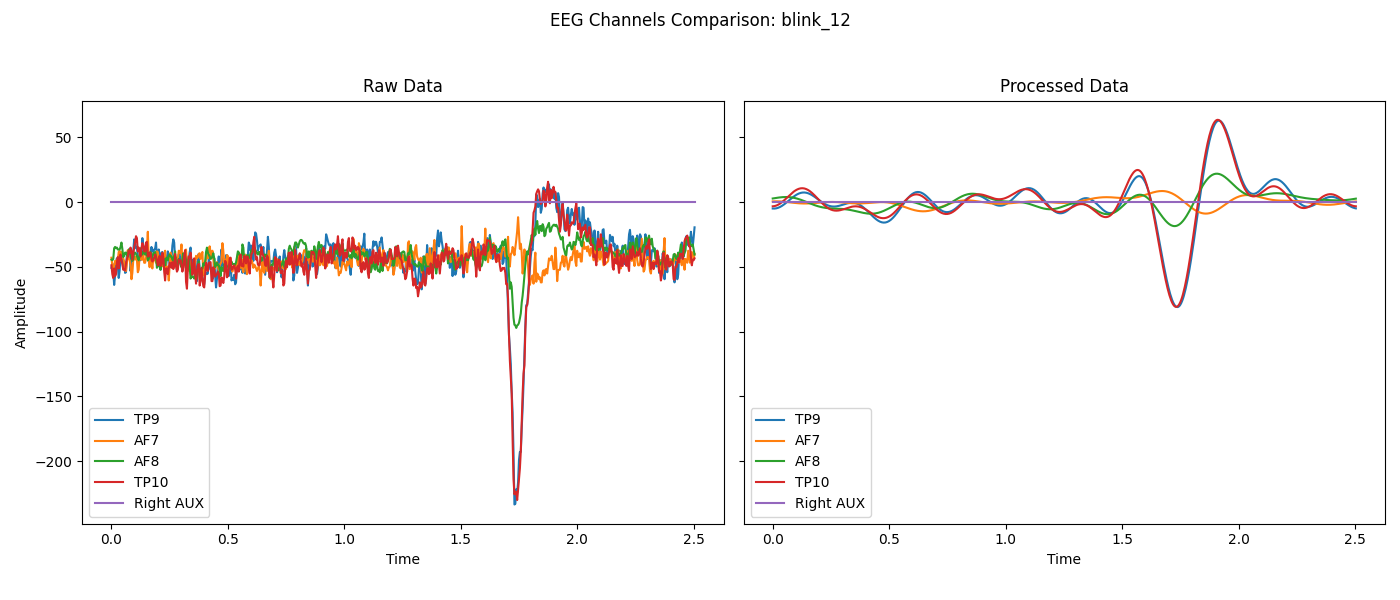 EEG Channels Comparison: blink_12
Raw Data
Processed Data
Amplitude
50
0
−50
−100
−150
−200
TP9
AF7
AF8
TP10
Right AUX
TP9
AF7
AF8
TP10
Right AUX
0.0 0.5 1.0 1.5 2.0 2.5
0.0 0.5 1.0 1.5 2.0 2.5
Time
Time